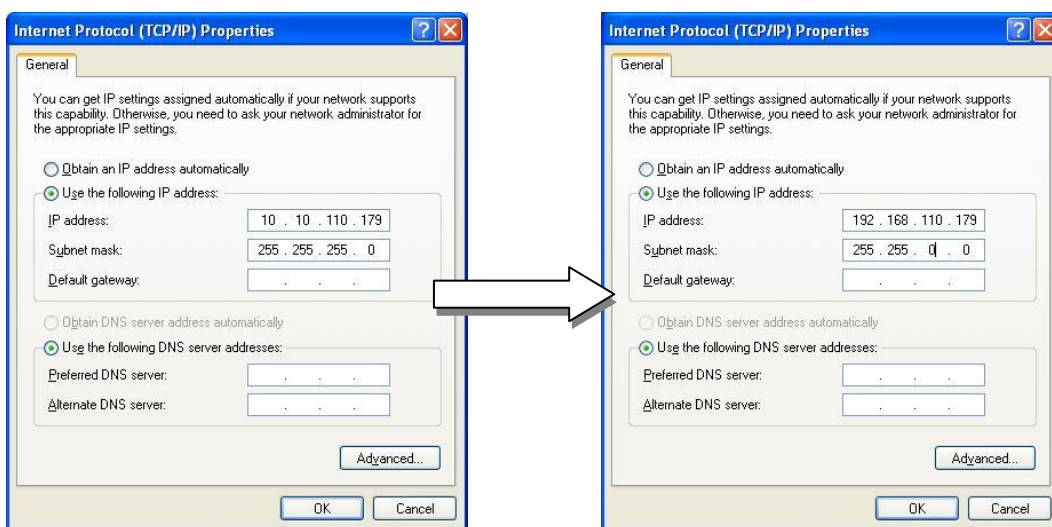 Internet Protocol (TCP/IP) Properties
General
You can get IP settings assigned automatically if your network supports
this capability. Otherwise, you need to ask your network administrator for
the appropriate IP settings.
Obtain an IP address automatically
Use the following IP address:
IP address: 10 . 10 . 110 . 179
Subnet mask: 255 . 255 . 255 . 0
Default gateway: . . .
Obtain DNS server address automatically
Use the following DNS server addresses:
Preferred DNS server: . . .
Alternate DNS server: . . .
Advanced...
OK Cancel
Internet Protocol (TCP/IP) Properties
General
You can get IP settings assigned automatically if your network supports
this capability. Otherwise, you need to ask your network administrator for
the appropriate IP settings.
Obtain an IP address automatically
Use the following IP address:
IP address: 192 . 168 . 110 . 179
Subnet mask: 255 . 255 . 0 . 0
Default gateway: . . .
Obtain DNS server address automatically
Use the following DNS server addresses:
Preferred DNS server: . . .
Alternate DNS server: . . .
Advanced...
OK Cancel